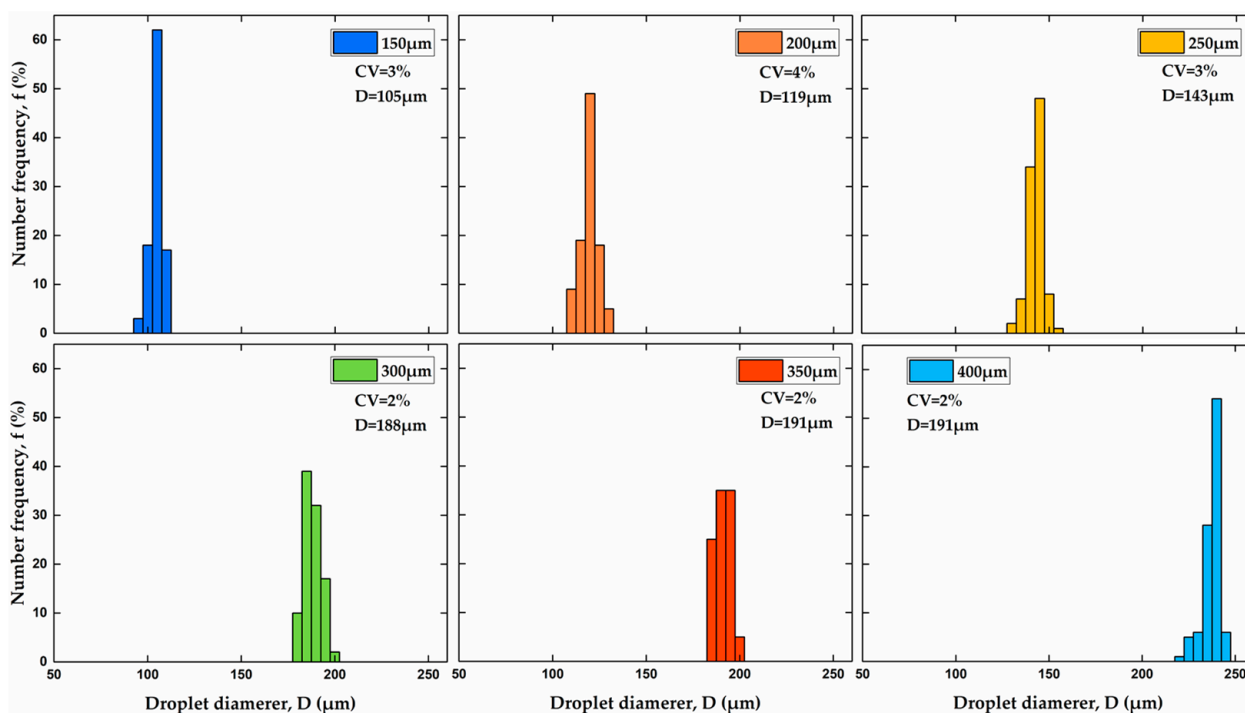 150µm
CV=3%
D=105µm
200µm
CV=4%
D=119µm
250µm
CV=3%
D=143µm
Number frequency, f (%)
60
50
40
30
20
10
0
300µm
CV=2%
D=188µm
350µm
CV=2%
D=191µm
400µm
CV=2%
D=191µm
Number frequency, f (%)
60
50
40
30
20
10
0
50 100 150 200 250
50 100 150 200 250
50 100 150 200 250
Droplet diamerer, D (µm)
Droplet diamerer, D (µm)
Droplet diamerer, D (µm)